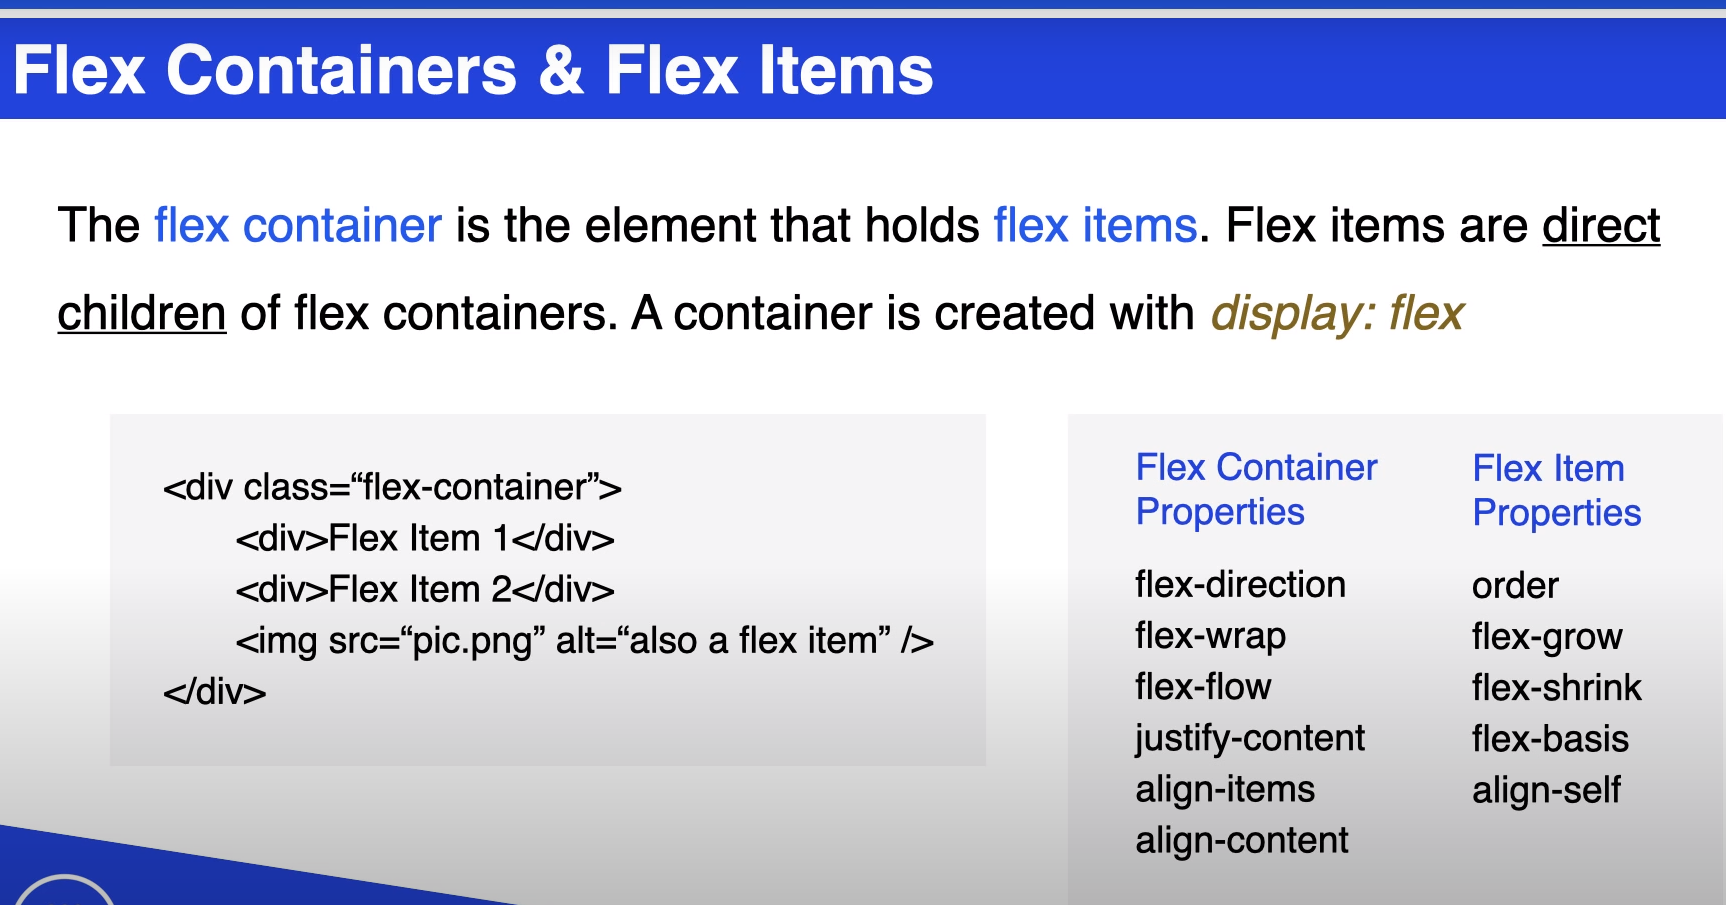 Flex Containers & Flex Items
The flex container is the element that holds flex items. Flex items are direct
children of flex containers. A container is created with display: flex
<div class=“flex-container”>
<div>Flex Item 1</div>
<div>Flex Item 2</div>
<img src=“pic.png” alt=“also a flex item” />
</div>
Flex Container
Properties
flex-direction
flex-wrap
flex-flow
justify-content
align-items
align-content
Flex Item
Properties
order
flex-grow
flex-shrink
flex-basis
align-self